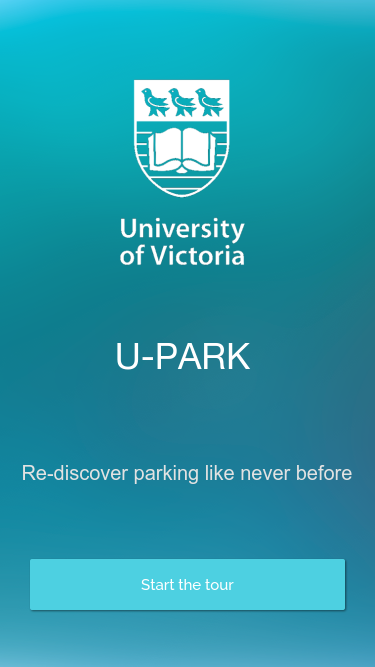 University
of Victoria
U-PARK
Re-discover parking like never before
Start the tour